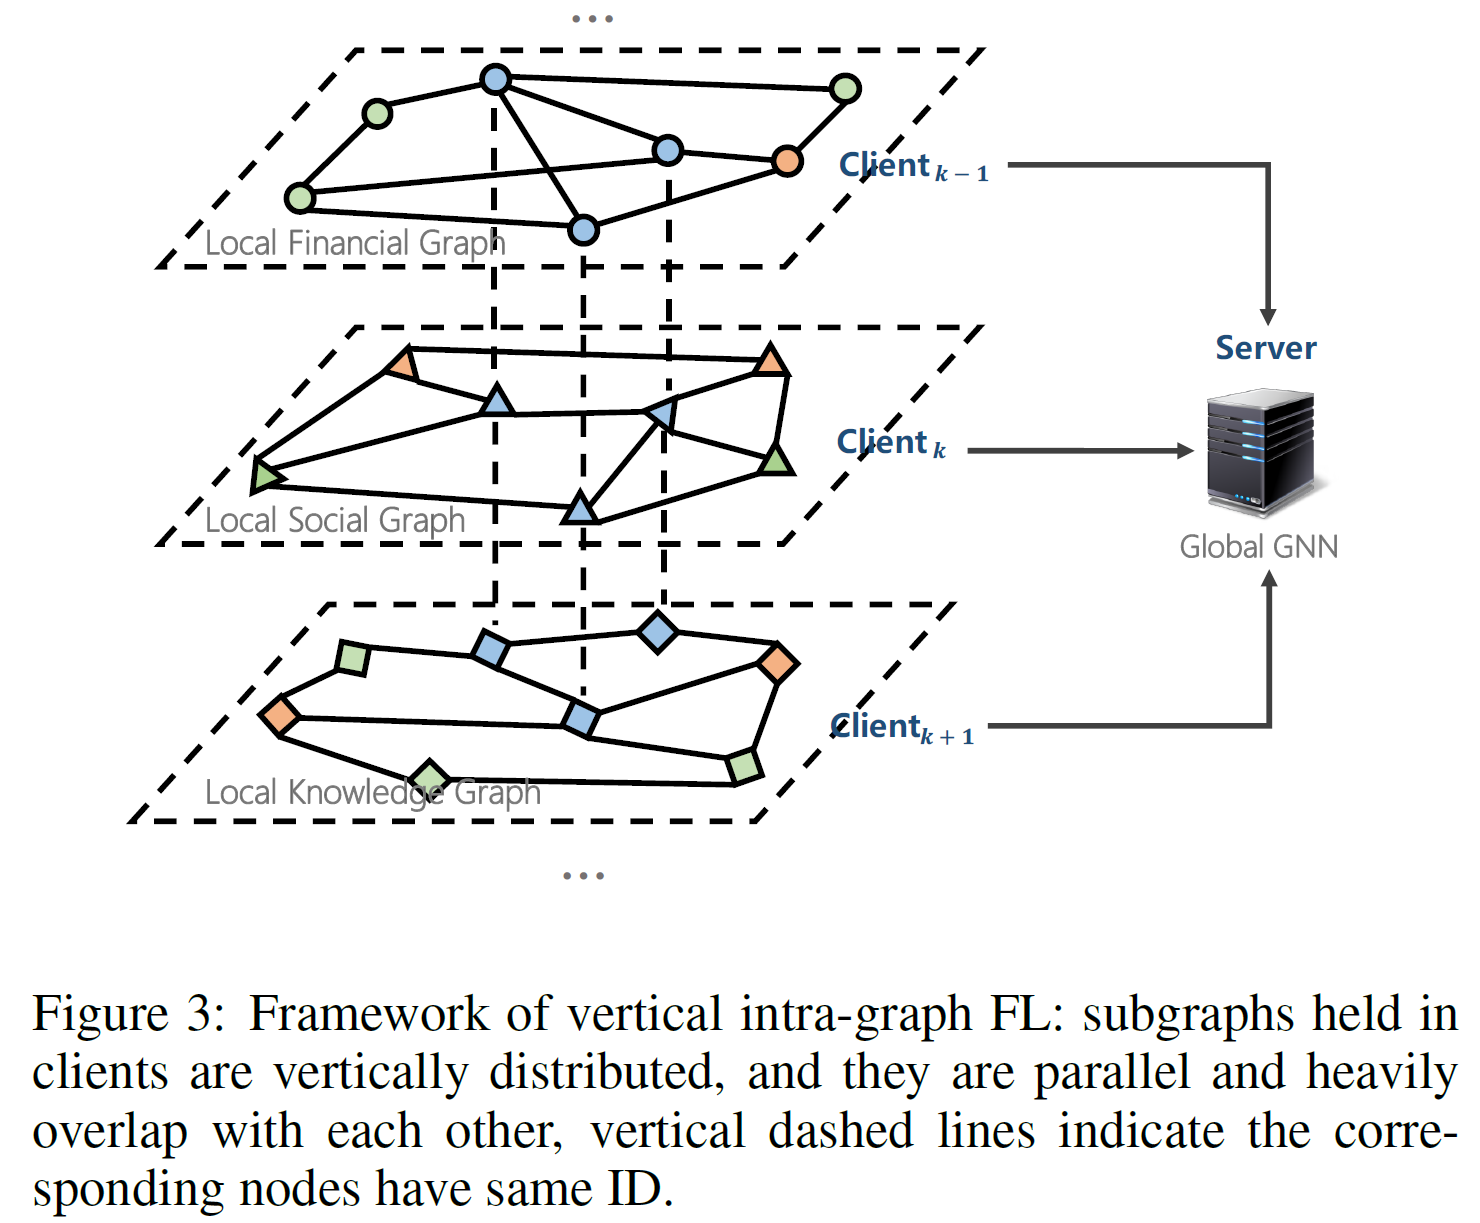 ...
Client k − 1
Local Financial Graph
Server
Client k
Local Social Graph
Global GNN
Client k + 1
Local Knowledge Graph
...
Figure 3: Framework of vertical intra-graph FL: subgraphs held in
clients are vertically distributed, and they are parallel and heavily
overlap with each other, vertical dashed lines indicate the corre-
sponding nodes have same ID.